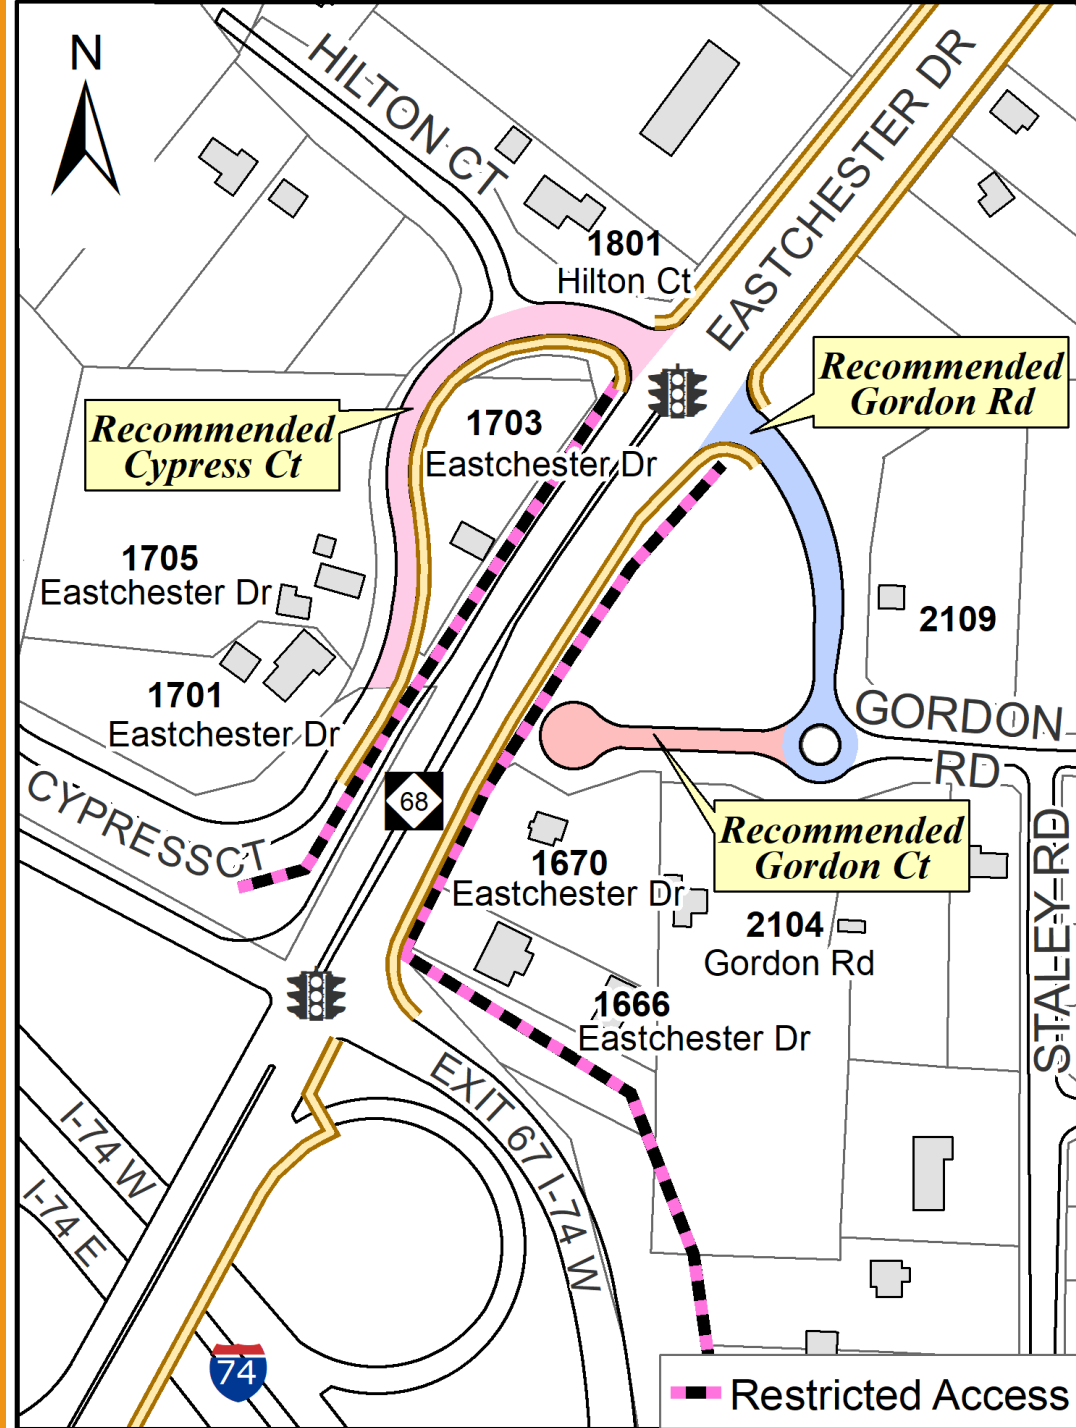 N
HILTON CT
EASTCHESTER DR
1801
Hilton Ct
Recommended
Gordon Rd
Recommended
Cypress Ct
1703
Eastchester Dr
1705
Eastchester Dr
2109
1701
Eastchester Dr
GORDON
RD
CYPRESS CT
68
Recommended
Gordon Ct
1670
Eastchester Dr
2104
Gordon Rd
STALEY RD
1666
Eastchester Dr
EXIT 67 I-74 W
I-74 W
I-74 E
74
Restricted Access